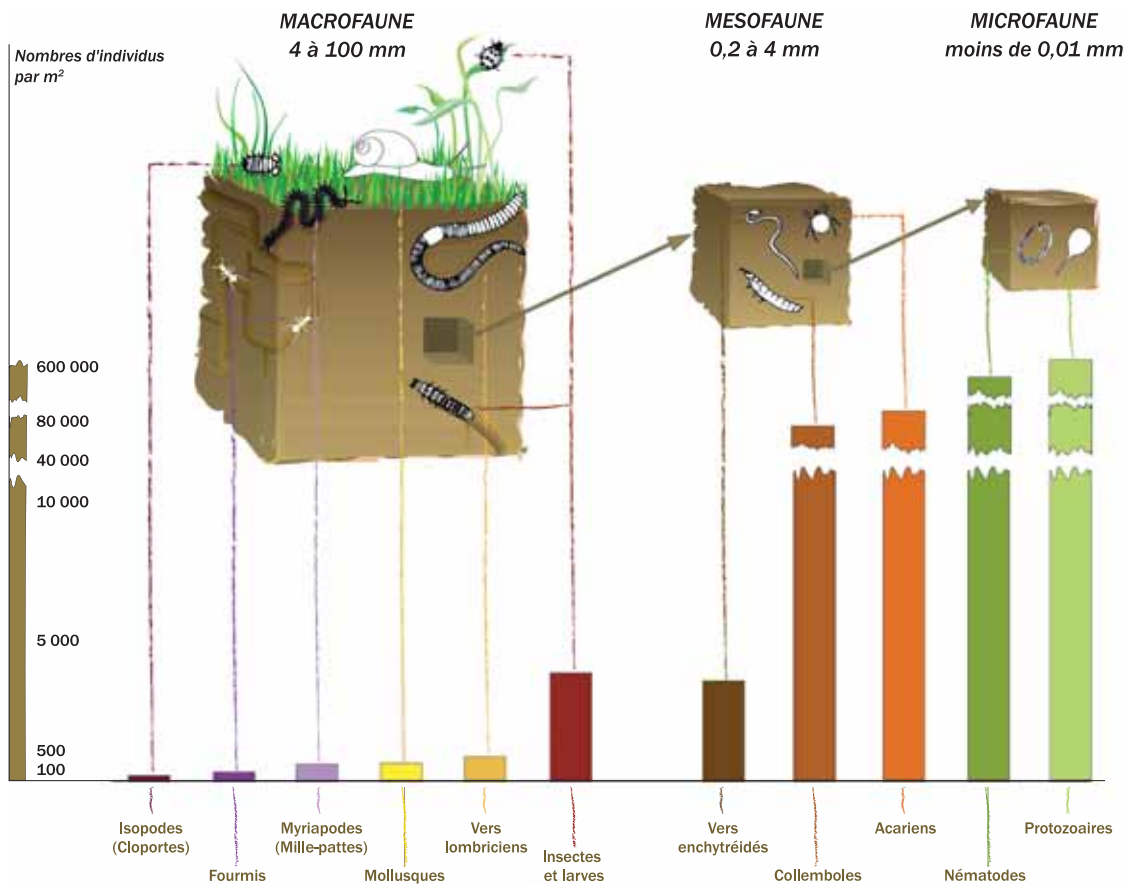 MACROFAUNE
4 à 100 mm
MESOFAUNE
0,2 à 4 mm
MICROFAUNE
moins de 0,01 mm
Nombres d'individus
par m²
600 000
80 000
40 000
10 000
5 000
500
100
Isopodes
(Cloportes)
Fourmis
Myriapodes
(Mille-pattes)
Mollusques
Vers
lombriciens
Insectes
et larves
Vers
enchytréidés
Collemboles
Acariens
Nématodes
Protozoaires